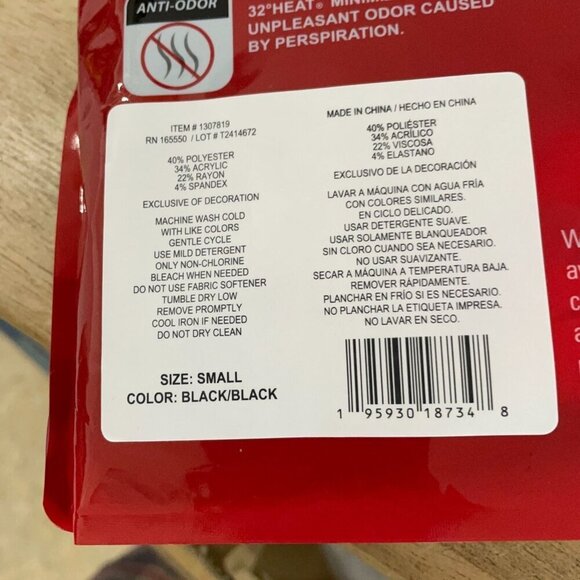 ANTI-ODOR
32°HEAT®
UNPLEASANT ODOR CAUSED
BY PERSPIRATION.
ITEM # 1307819
RN 165550 / LOT # T2414672
40% POLYESTER
34% ACRYLIC
22% RAYON
4% SPANDEX
EXCLUSIVE OF DECORATION
MACHINE WASH COLD
WITH LIKE COLORS
GENTLE CYCLE
USE MILD DETERGENT
ONLY NON-CHLORINE
BLEACH WHEN NEEDED
DO NOT USE FABRIC SOFTENER
TUMBLE DRY LOW
REMOVE PROMPTLY
COOL IRON IF NEEDED
DO NOT DRY CLEAN
SIZE: SMALL
COLOR: BLACK/BLACK
MADE IN CHINA / HECHO EN CHINA
40% POLIÉSTER
34% ACRÍLICO
22% VISCOSA
4% ELASTANO
EXCLUSIVO DE LA DECORACIÓN
LAVAR A MÁQUINA CON AGUA FRÍA
CON COLORES SIMILARES.
EN CICLO DELICADO.
USAR DETERGENTE SUAVE.
USAR SOLAMENTE BLANQUEADOR
SIN CLORO CUANDO SEA NECESARIO.
NO USAR SUAVIZANTE.
SECAR A MÁQUINA A TEMPERATURA BAJA.
REMOVER RÁPIDAMENTE.
PLANCHAR EN FRÍO SI ES NECESARIO.
NO PLANCHAR LA ETIQUETA IMPRESA.
NO LAVAR EN SECO.
1 95930 18734 8